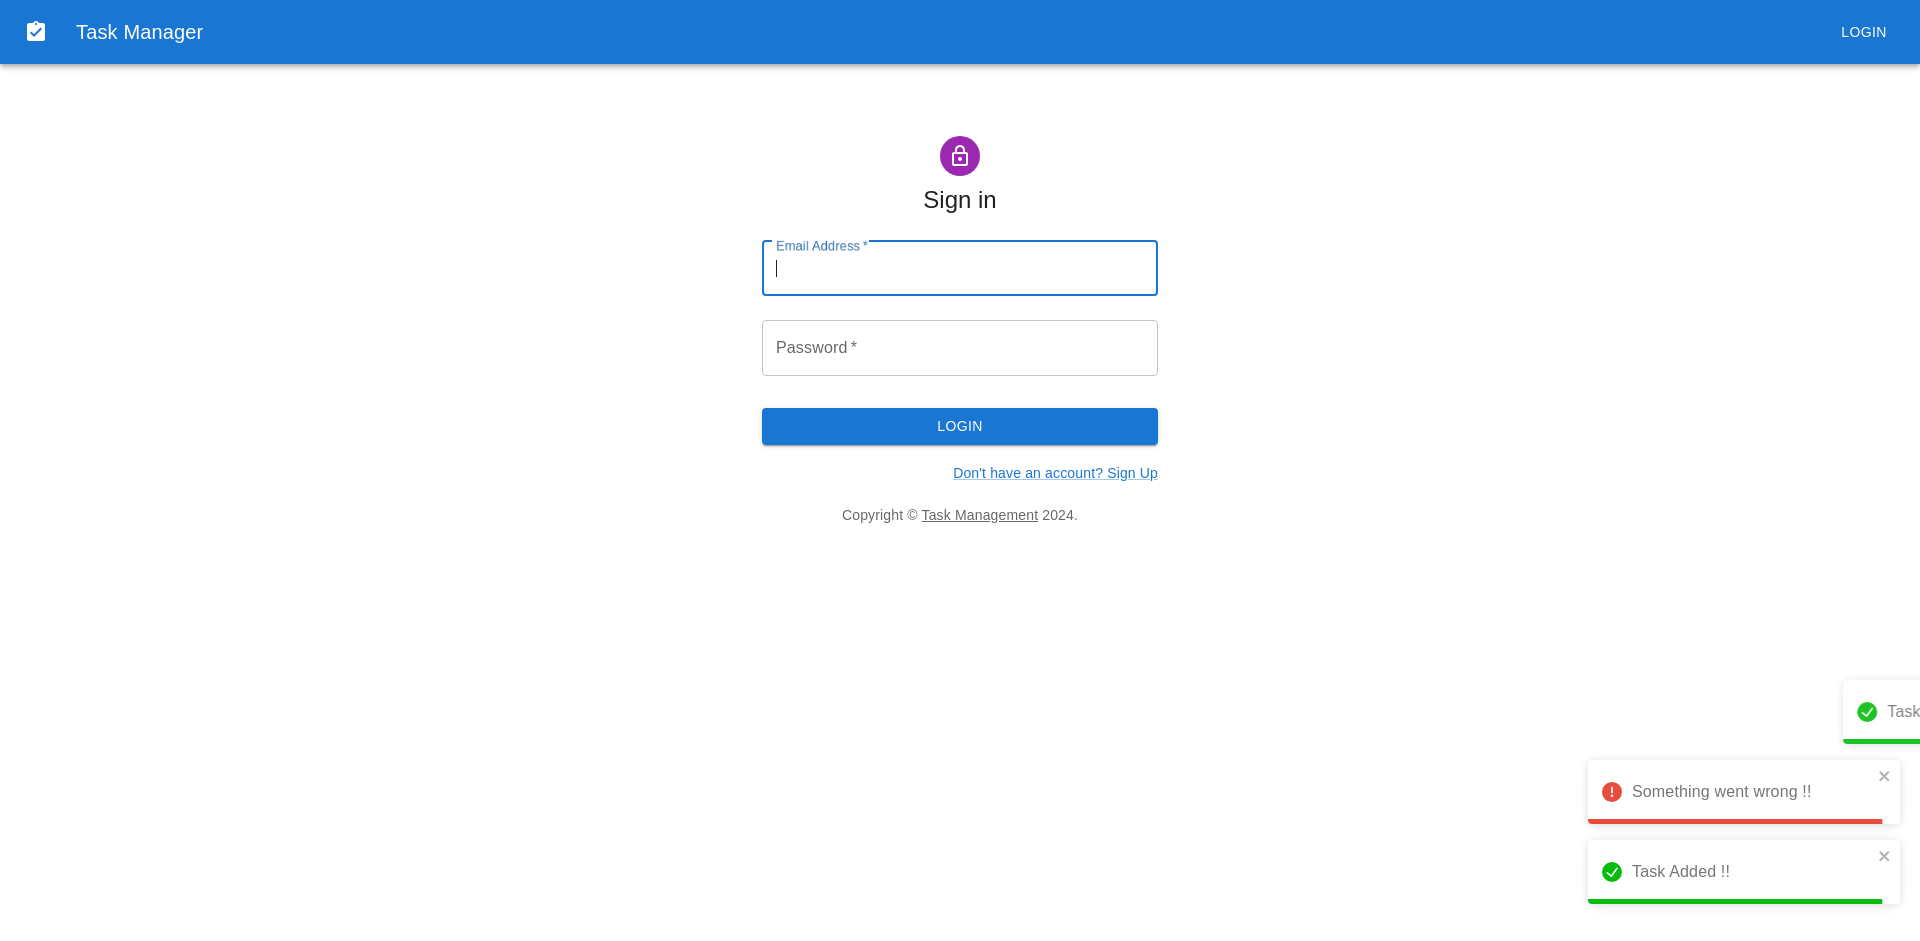 Task Manager
LOGIN
Sign in
Email Address *
Password *
LOGIN
Don't have an account? Sign Up
Copyright © Task Management 2024.
Task
Something went wrong !!
Task Added !!